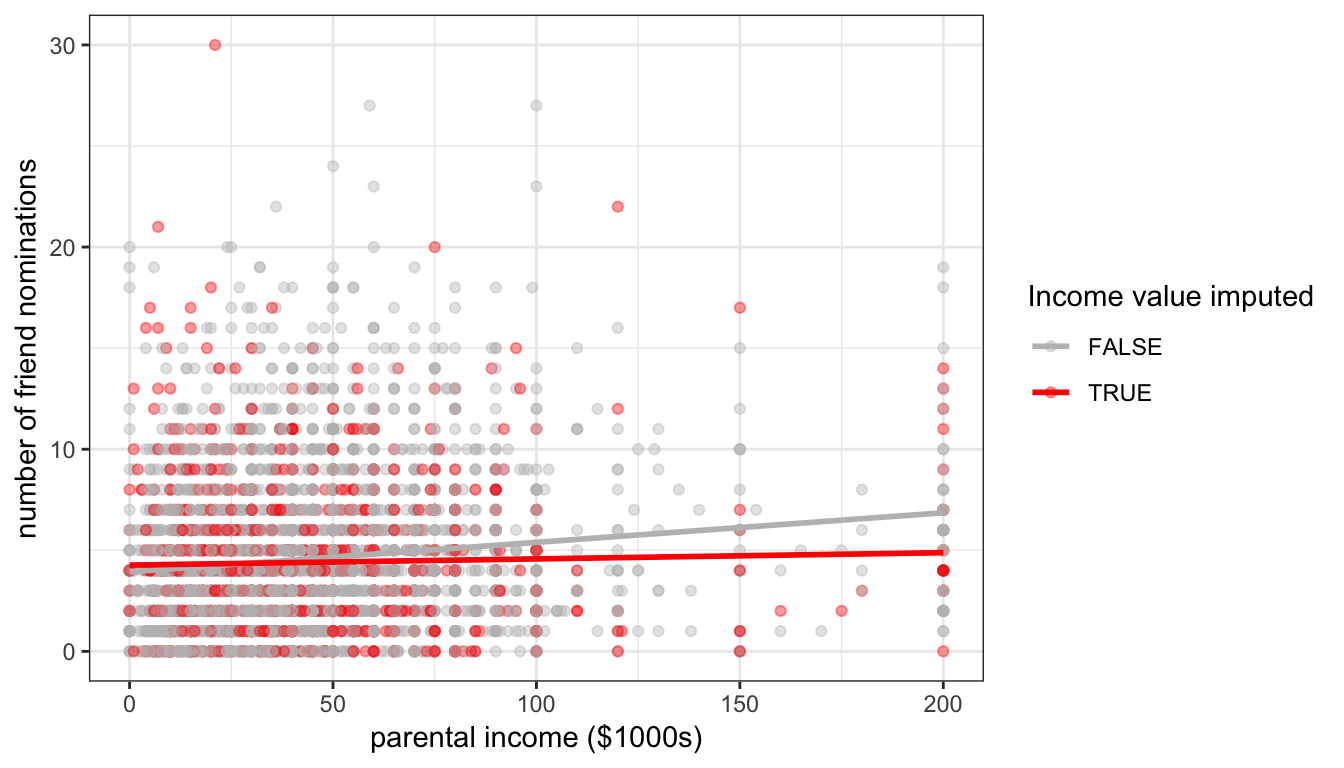 30
20
10
0
number of friend nominations
0 50 100 150 200
parental income ($1000s)
Income value imputed
FALSE
TRUE